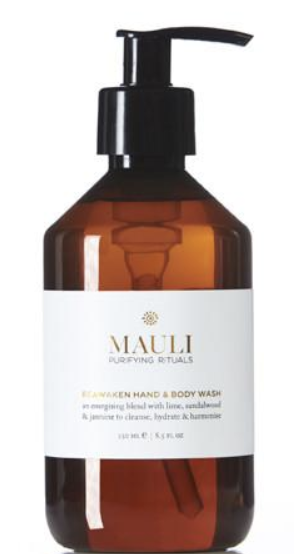 MAULI
PURIFYING RITUALS
REAWAKEN HAND & BODY WASH
an energising blend with lime, sandalwood
& jasmine to cleanse, hydrate & harmonise
250 ml ℮ | 8.5 fl. oz